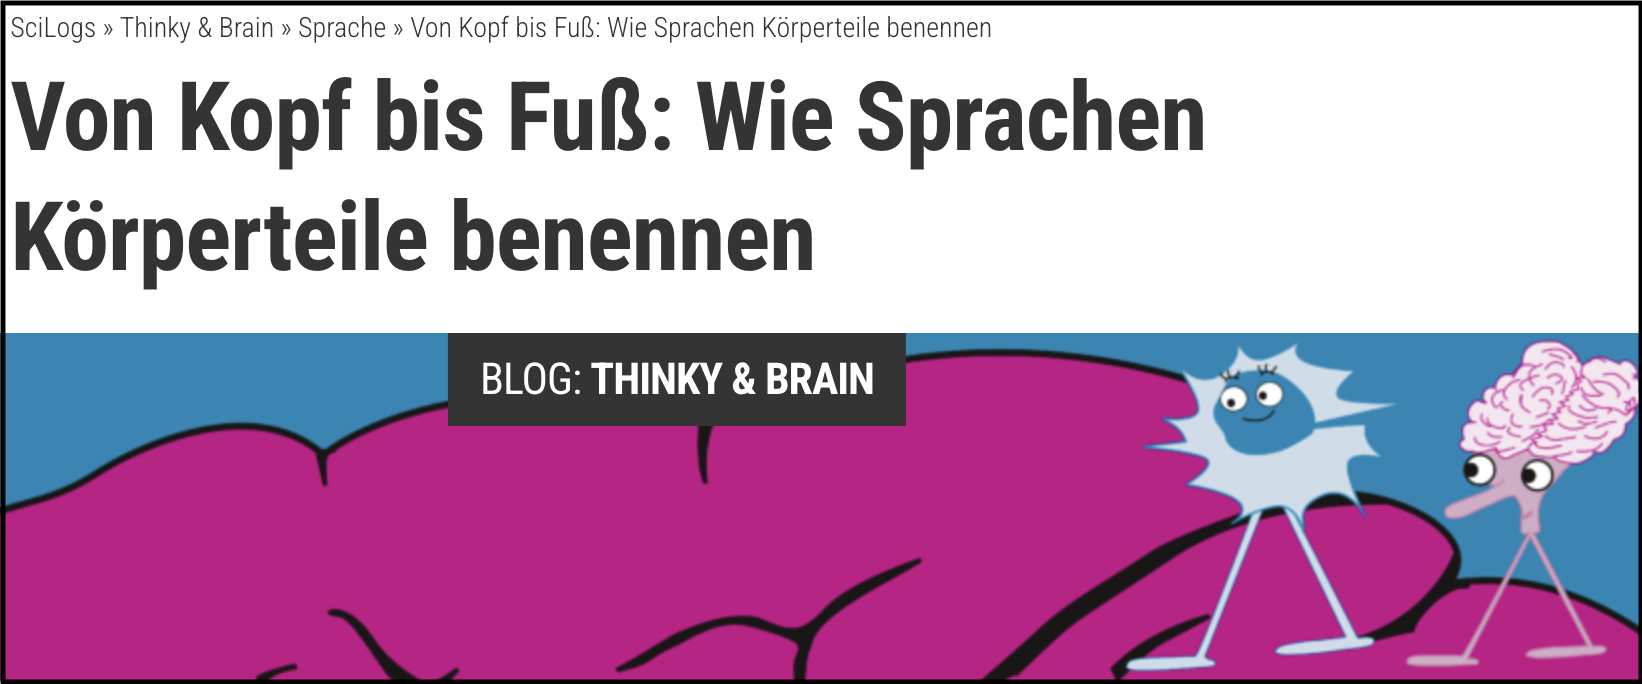 SciLogs » Thinky & Brain » Sprache » Von Kopf bis Fuß: Wie Sprachen Körperteile benennen
Von Kopf bis Fuß: Wie Sprachen
Körperteile benennen
BLOG: THINKY & BRAIN